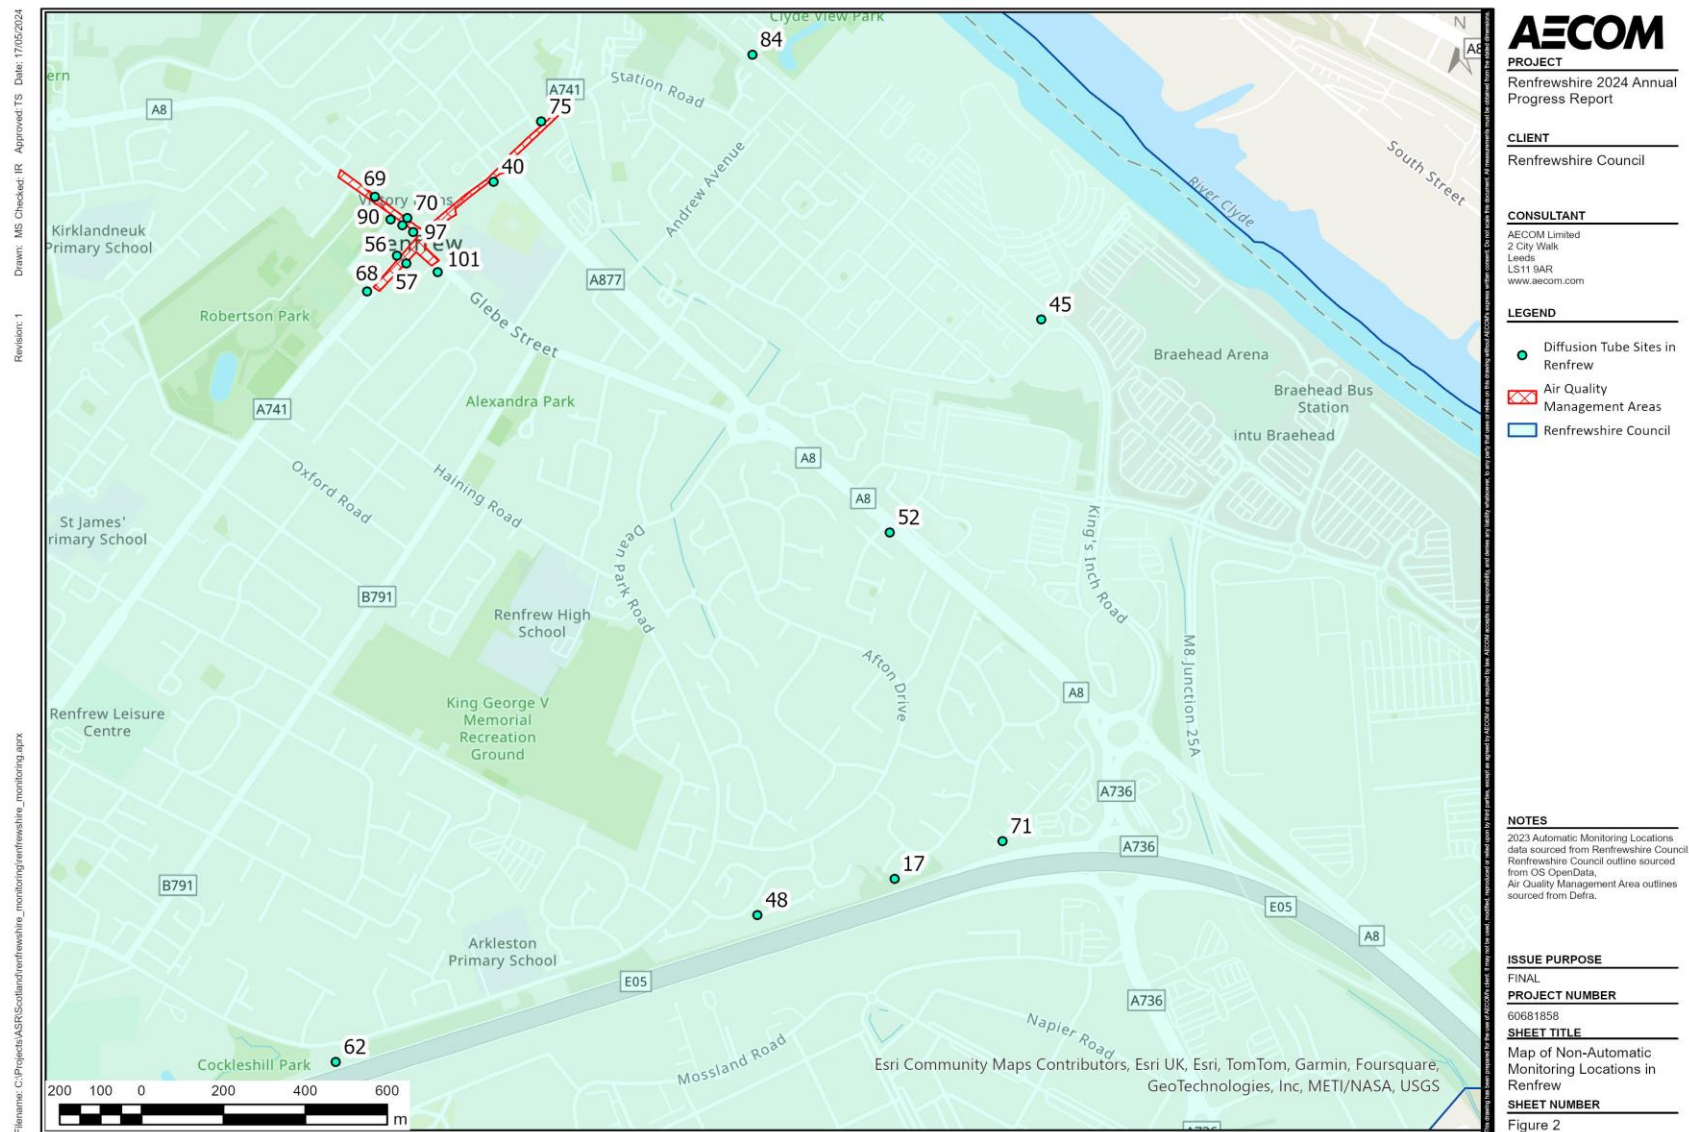 Revision: 1 Drawn: MS Checked: IR Approved:TS Date: 17/05/2024
Filename: C:\Projects\ASR\Scotland\renfrewshire_monitoring\renfrewshire_monitoring.aprx
Clyde View Park
84
N
A8
ern
A741
Station Road
75
A8
South Street
40
Andrew Avenue
69
River Clyde
70
90
97
Kirklandneuk
Primary School
56
101
68
57
A877
45
Robertson Park
Glebe Street
Braehead Arena
Braehead Bus
Station
Alexandra Park
A741
intu Braehead
A8
Oxford Road
Haining Road
A8
52
St James'
rimary School
Dean Park Road
King's Inch Road
B791
Renfrew High
School
M8 Junction 25A
Afton Drive
A8
Renfrew Leisure
Centre
King George V
Memorial
Recreation
Ground
A736
71
A736
17
B791
48
E05
Arkleston
Primary School
A8
E05
A736
Napier Road
Mossland Road
62
Cockleshill Park
Esri Community Maps Contributors, Esri UK, Esri, TomTom, Garmin, Foursquare,
GeoTechnologies, Inc, METI/NASA, USGS
200 100 0 200 400 600
m
AECOM
PROJECT
Renfrewshire 2024 Annual
Progress Report
CLIENT
Renfrewshire Council
CONSULTANT
AECOM Limited
2 City Walk
Leeds
LS11 9AR
www.aecom.com
LEGEND
Diffusion Tube Sites in
Renfrew
Air Quality
Management Areas
Renfrewshire Council
NOTES
2023 Automatic Monitoring Locations
data sourced from Renfrewshire Council
Renfrewshire Council outline sourced
from OS OpenData,
Air Quality Management Area outlines
sourced from Defra.
ISSUE PURPOSE
FINAL
PROJECT NUMBER
60681858
SHEET TITLE
Map of Non-Automatic
Monitoring Locations in
Renfrew
SHEET NUMBER
Figure 2